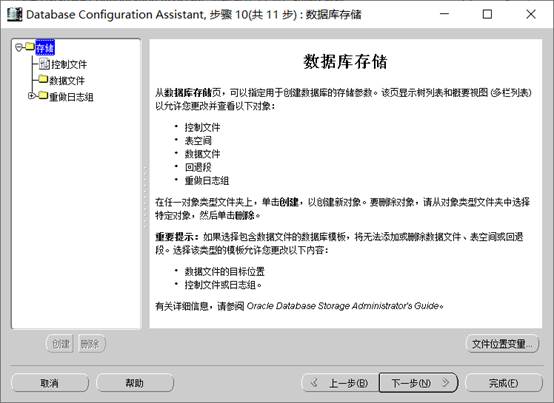 Database Configuration Assistant, 步骤 10(共 11 步) : 数据库存储
存储
控制文件
数据文件
重做日志组
数据库存储
从数据库存储页，可以指定用于创建数据库的存储参数。该页显示树列表和概要视图 (多栏列表)
以允许您更改并查看以下对象：
• 控制文件
• 表空间
• 数据文件
• 回退段
• 重做日志组
在任一对象类型文件夹上，单击创建，以创建新对象。要删除对象，请从对象类型文件夹中选择
特定对象，然后单击删除。
重要提示：如果选择包含数据文件的数据库模板，将无法添加或删除数据文件、表空间或回退
段。选择该类型的模板允许您更改以下内容：
• 数据文件的目标位置
• 控制文件或日志组。
有关详细信息，请参阅 Oracle Database Storage Administrator's Guide。
创建 删除
文件位置变量...
取消 帮助 上一步(B) 下一步(N) 完成(F)